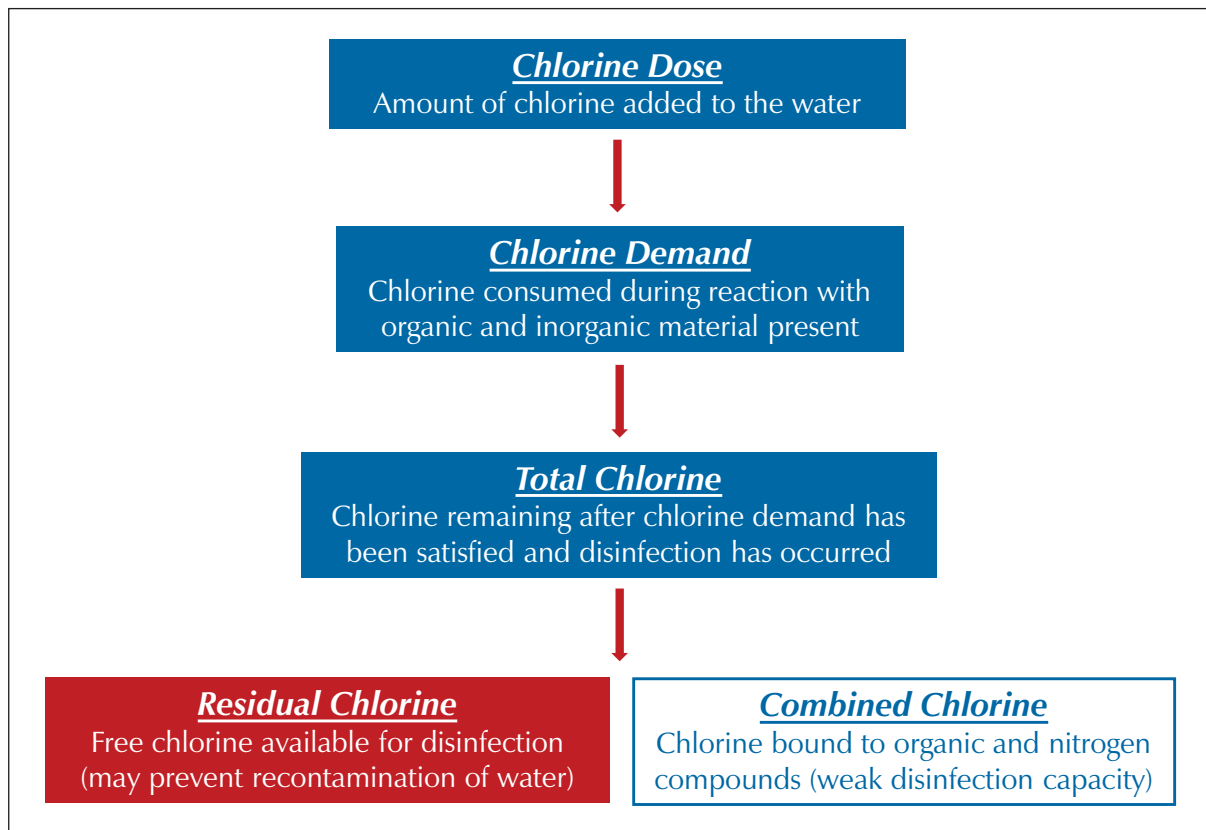 Chlorine Dose
Amount of chlorine added to the water
Chlorine Demand
Chlorine consumed during reaction with
organic and inorganic material present
Total Chlorine
Chlorine remaining after chlorine demand has
been satisfied and disinfection has occurred
Residual Chlorine
Free chlorine available for disinfection
(may prevent recontamination of water)
Combined Chlorine
Chlorine bound to organic and nitrogen
compounds (weak disinfection capacity)